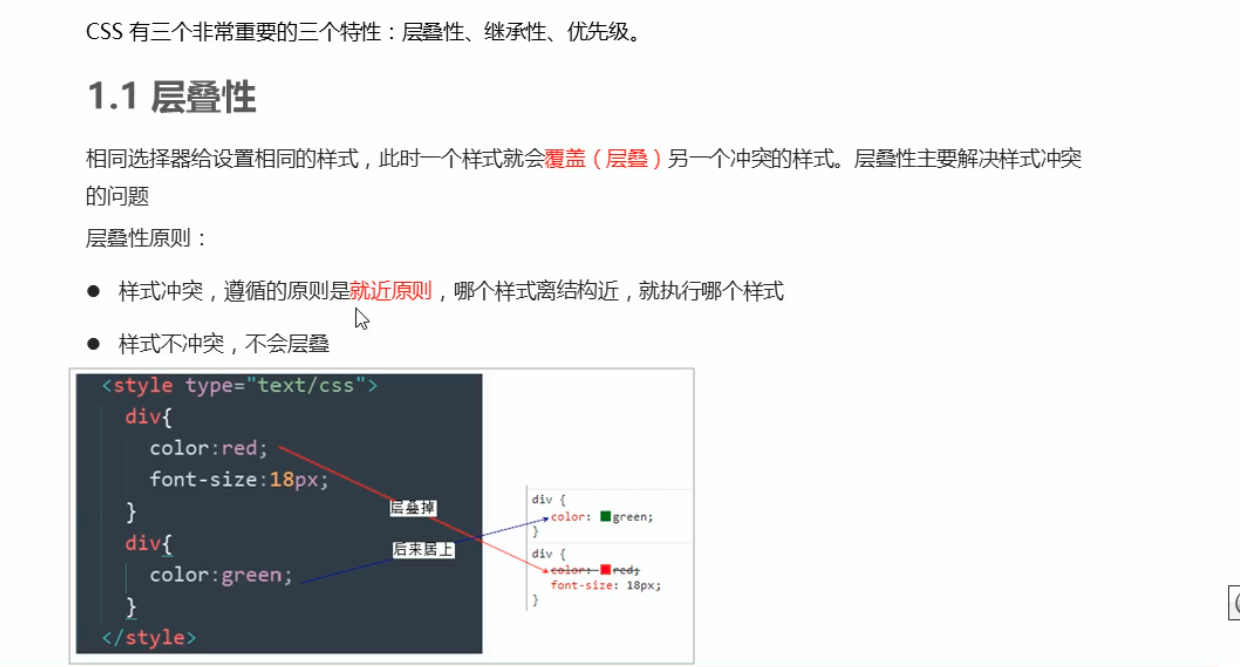 CSS 有三个非常重要的三个特性：层叠性、继承性、优先级。
1.1 层叠性
相同选择器给设置相同的样式，此时一个样式就会覆盖（层叠）另一个冲突的样式。层叠性主要解决样式冲突
的问题
层叠性原则：
● 样式冲突，遵循的原则是就近原则，哪个样式离结构近，就执行哪个样式
● 样式不冲突，不会层叠
<style type="text/css">
div{
color:red;
font-size:18px;
}
div{
color:green;
}
</style>
层叠掉
后来居上
div {
color: green;
}
div {
color: red;
font-size: 18px;
}